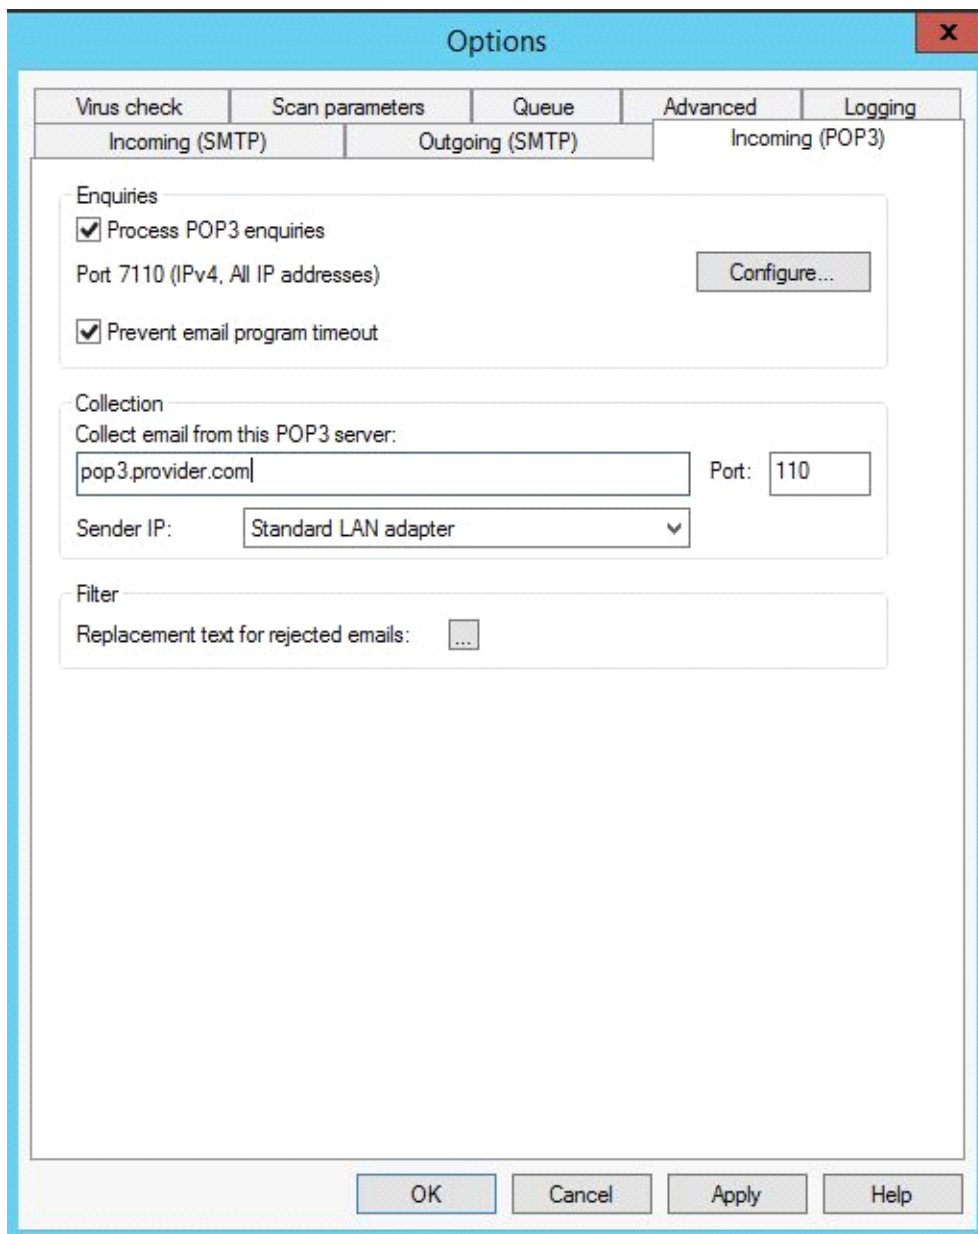 Options
x
Virus check Scan parameters Queue Advanced Logging
Incoming (SMTP) Outgoing (SMTP) Incoming (POP3)
Enquiries
Process POP3 enquiries
Port 7110 (IPv4, All IP addresses) Configure...
Prevent email program timeout
Collection
Collect email from this POP3 server:
pop3.provider.com Port: 110
Sender IP: Standard LAN adapter
Filter
Replacement text for rejected emails: ...
OK Cancel Apply Help